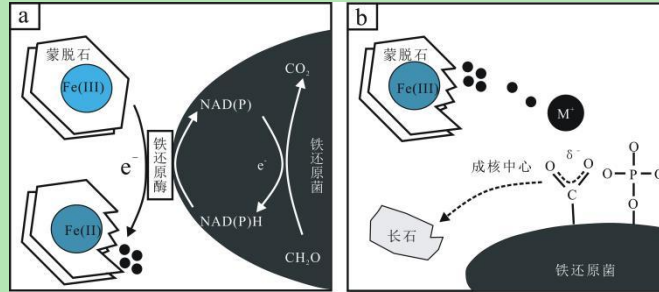 a
蒙脱石
Fe(III)
e⁻
铁还原酶
Fe(II)
NAD(P)
NAD(P)H
e⁻
CO₂
CH₂O
铁还原菌
b
蒙脱石
Fe(III)
M⁺
成核中心
δ⁻
O
O
C
O
O
P
O
O
长石
铁还原菌